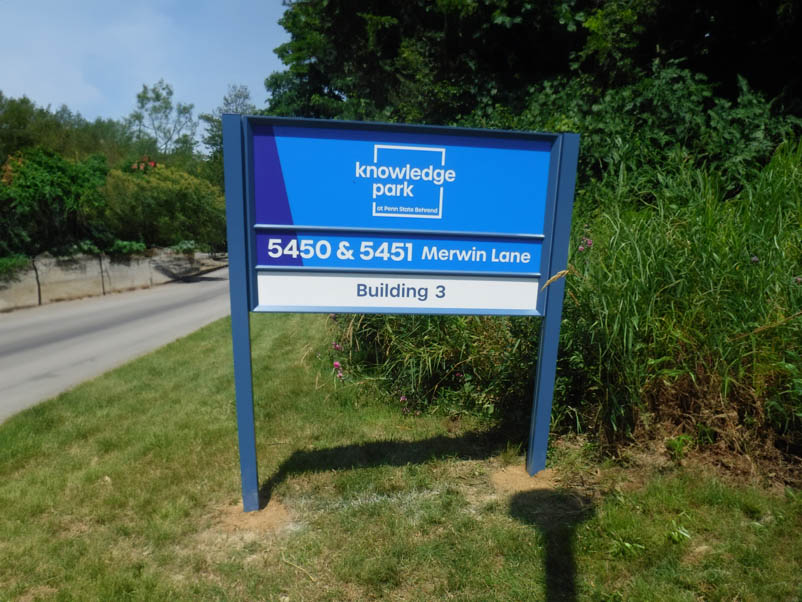 knowledge
park
at Penn State Behrend
5450 & 5451 Merwin Lane
Building 3